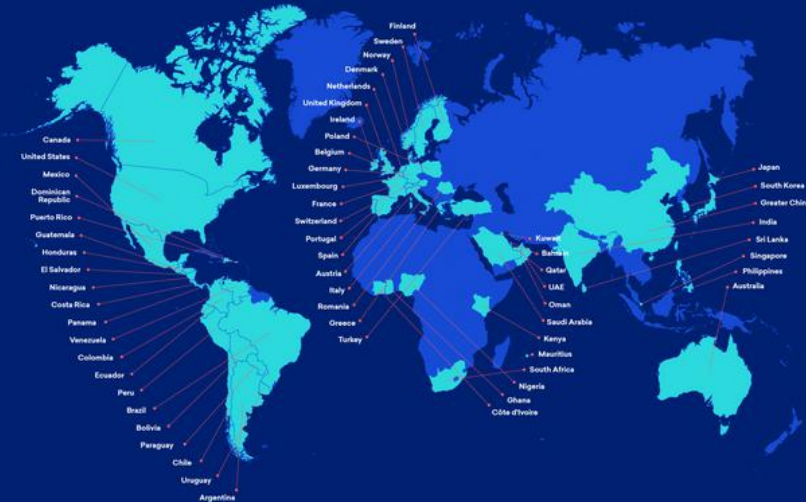 Finland
Sweden
Norway
Denmark
Netherlands
United Kingdom
Ireland
Poland
Belgium
Germany
Luxembourg
France
Switzerland
Portugal
Spain
Austria
Italy
Romania
Greece
Turkey
Canada
United States
Mexico
Dominican
Republic
Puerto Rico
Guatemala
Honduras
El Salvador
Nicaragua
Costa Rica
Panama
Venezuela
Colombia
Ecuador
Peru
Brazil
Bolivia
Paraguay
Chile
Uruguay
Argentina
Kuwait
Bahrain
Qatar
UAE
Oman
Saudi Arabia
Kenya
Mauritius
South Africa
Nigeria
Ghana
Côte d'Ivoire
Japan
South Korea
Greater Chin
India
Sri Lanka
Singapore
Philippines
Australia